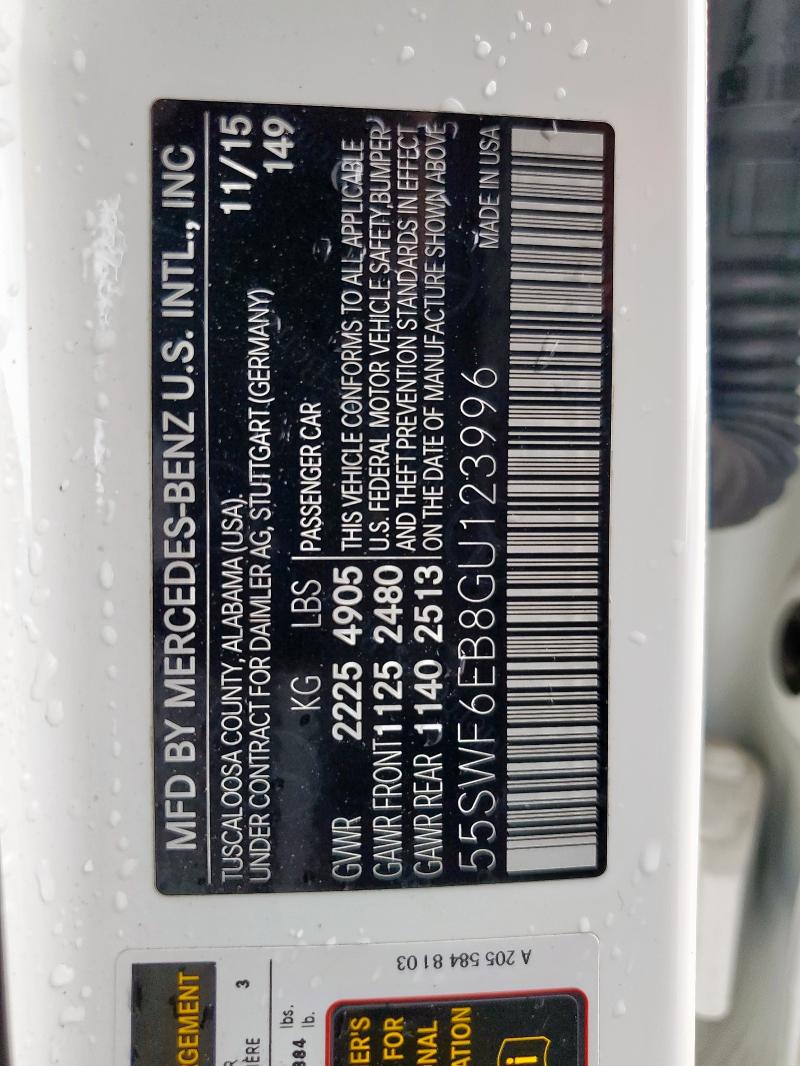 MFD BY MERCEDES-BENZ U.S. INTL., INC
TUSCALOOSA COUNTY, ALABAMA (USA). 11/15
UNDER CONTRACT FOR DAIMLER AG, STUTTGART.(GERMANY) 149
KG LBS PASSENGER CAR
GVWR 2225 4905 THIS VEHICLE CONFORMS TO ALL APPLICABLE
GAWR FRONT 1125 2480 U.S. FEDERAL MOTOR VEHICLE SAFETY,BUMPER
GAWR REAR 1140 2513 AND THEFT PREVENTION STANDARDS IN EFFECT
ON THE DATE OF MANUFACTURE SHOWN ABOVE
55SWF6EB8GU123996 MADE IN USA
A 205 584 81 03
GEMENT
3
lbs.
lb.
ER'S
FOR
NAL
ATION
i